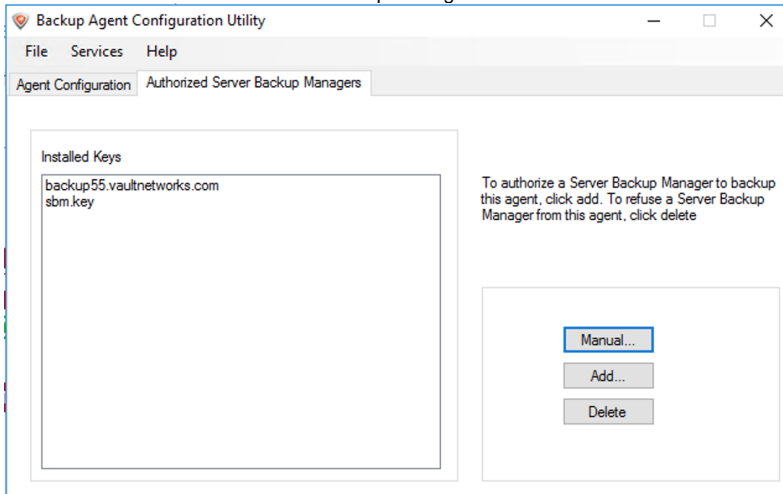 Backup Agent Configuration Utility
File Services Help
Agent Configuration Authorized Server Backup Managers
Installed Keys
backup55.vaultnetworks.com
sbm.key
To authorize a Server Backup Manager to backup
this agent, click add. To refuse a Server Backup
Manager from this agent, click delete
Manual...
Add...
Delete